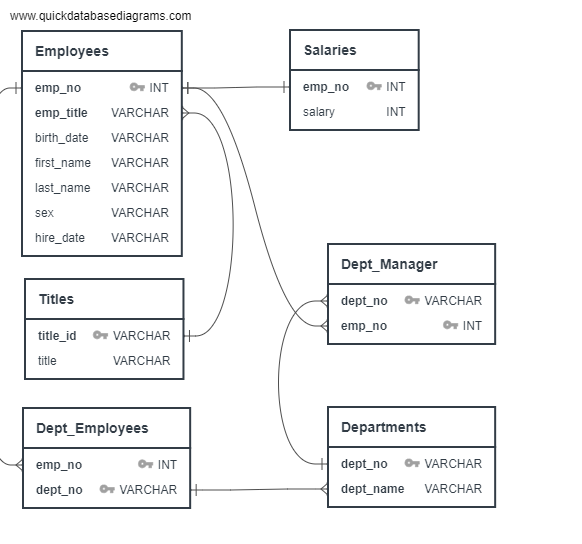 www.quickdatabasediagrams.com
Employees
emp_no INT
emp_title VARCHAR
birth_date VARCHAR
first_name VARCHAR
last_name VARCHAR
sex VARCHAR
hire_date VARCHAR
Salaries
emp_no INT
salary INT
Titles
title_id VARCHAR
title VARCHAR
Dept_Manager
dept_no VARCHAR
emp_no INT
Dept_Employees
emp_no INT
dept_no VARCHAR
Departments
dept_no VARCHAR
dept_name VARCHAR